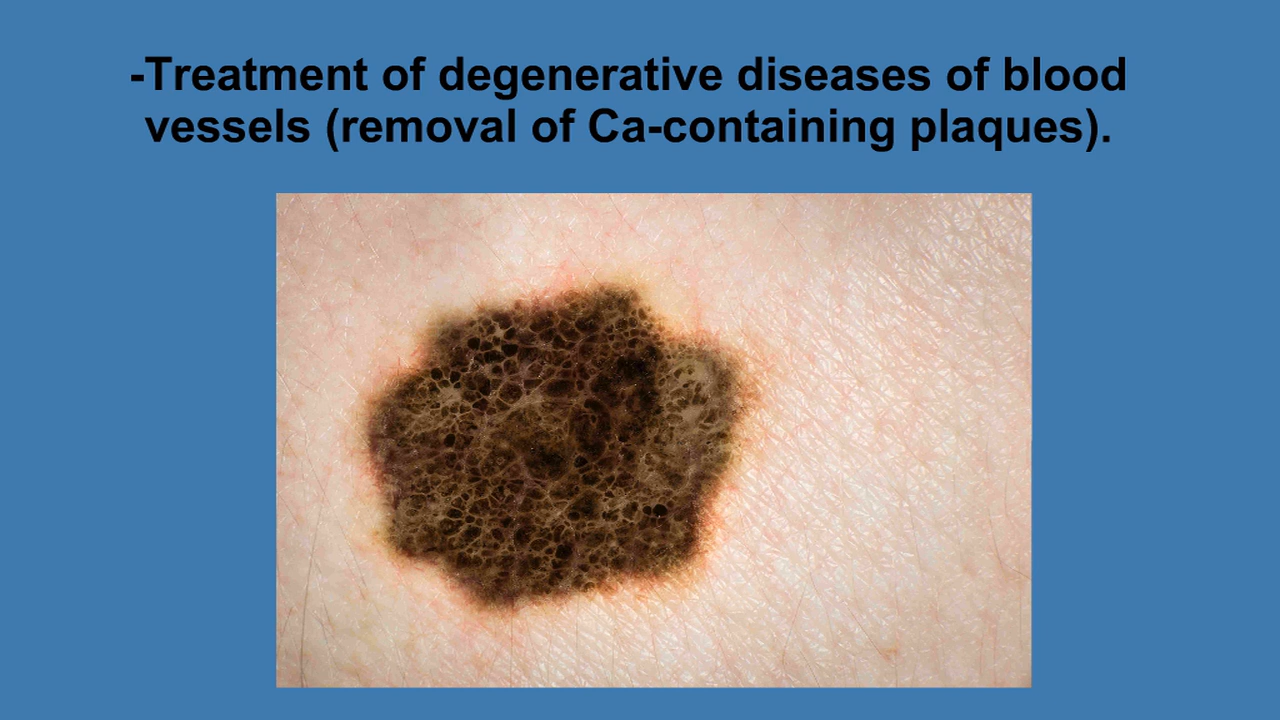 -Treatment of degenerative diseases of blood
vessels (removal of Ca-containing plaques).